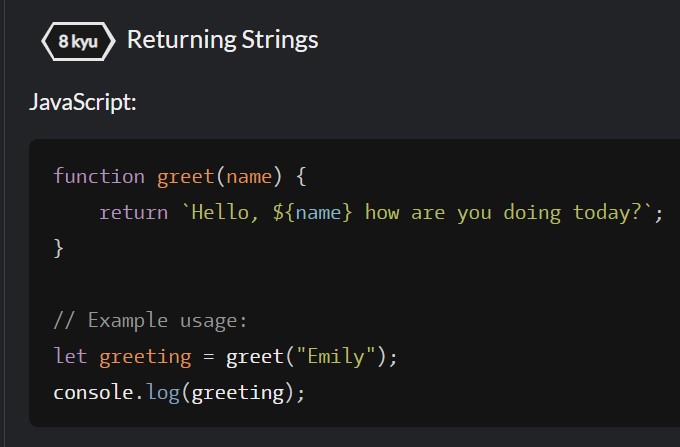 8 kyu Returning Strings
JavaScript:
function greet(name) {
    return `Hello, ${name} how are you doing today?`;
}
// Example usage:
let greeting = greet("Emily");
console.log(greeting);